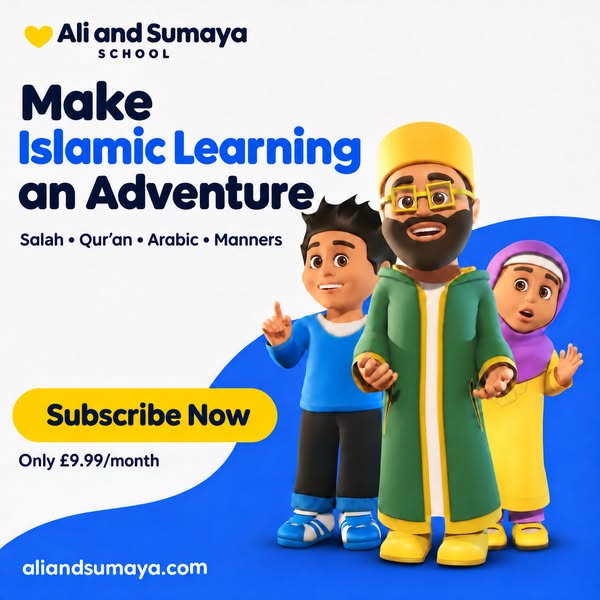 Ali and Sumaya
SCHOOL
Make
Islamic Learning
an Adventure
Salah • Qur'an • Arabic • Manners
Subscribe Now
Only £9.99/month
aliandsumaya.com